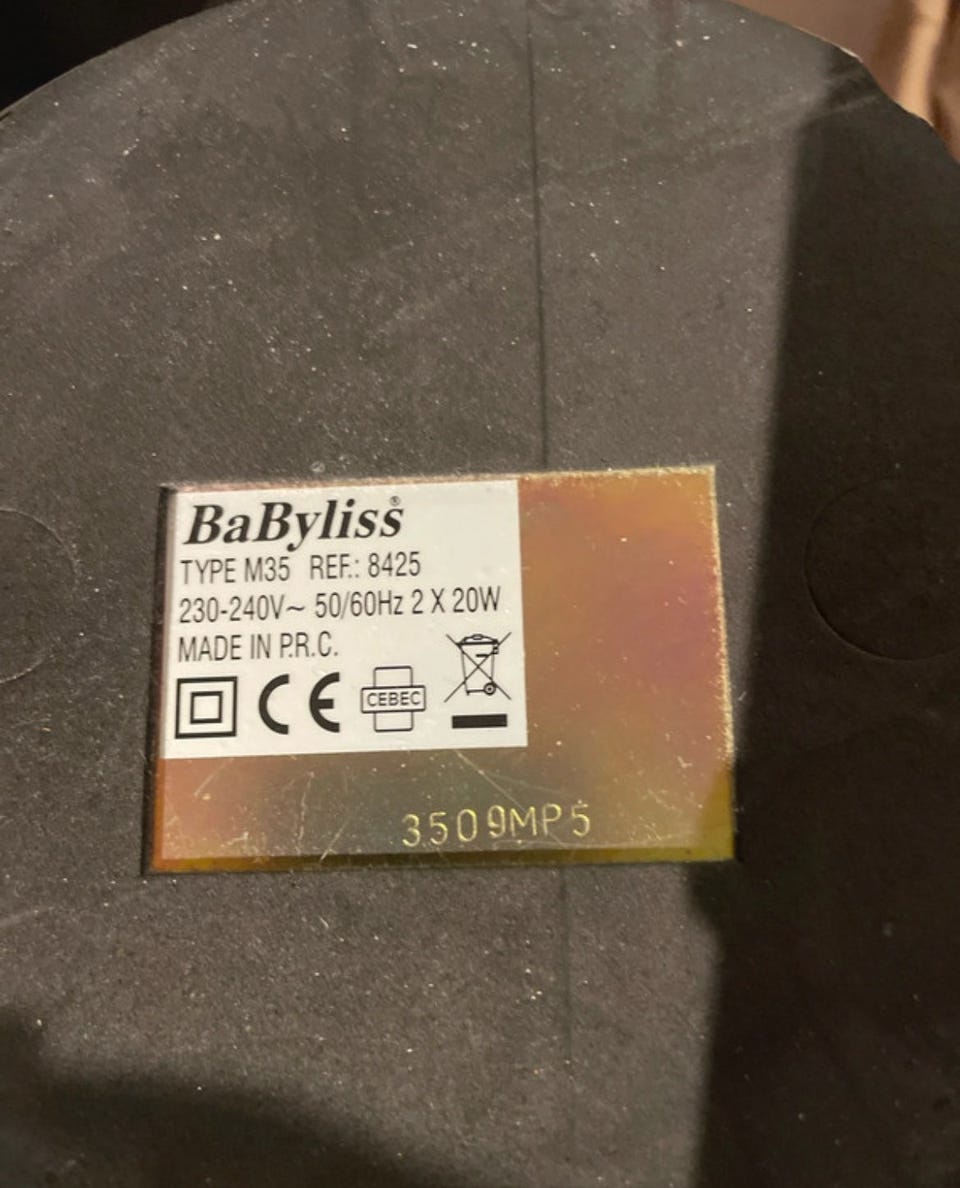 BaByliss®
TYPE M35 REF.: 8425
230-240V~ 50/60Hz 2 X 20W
MADE IN P.R.C.
CE CEBEC
3509MP5